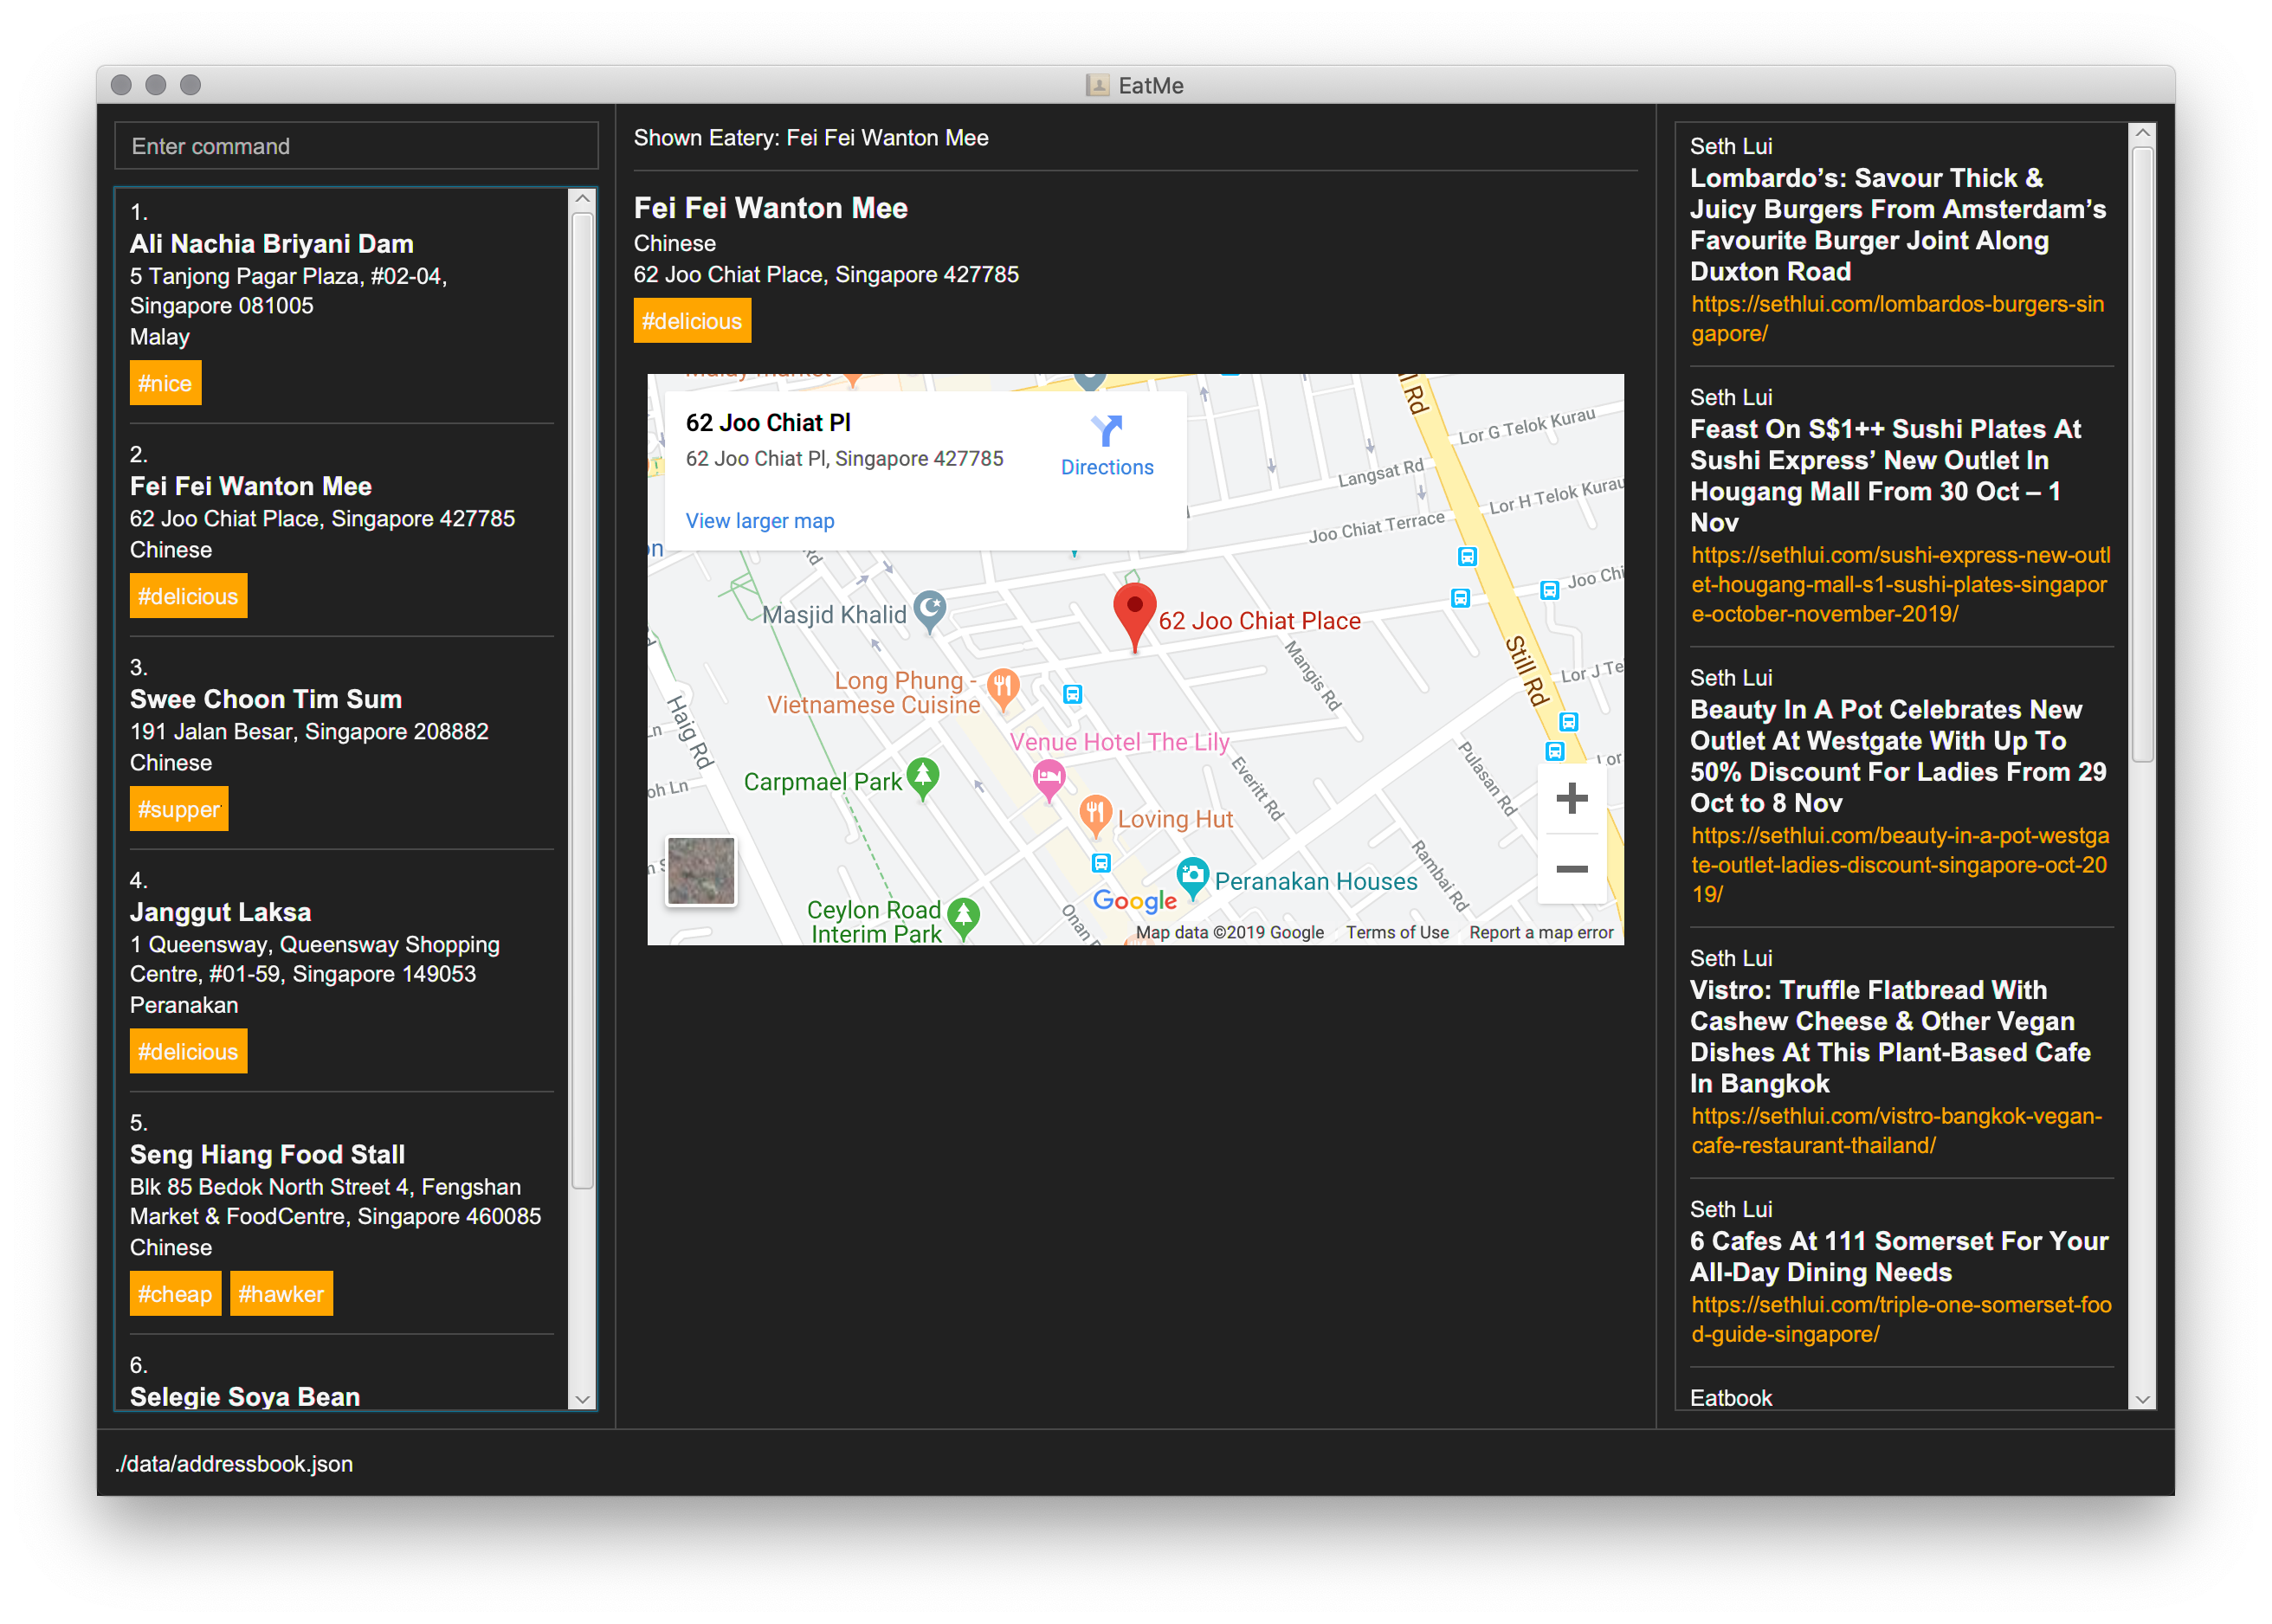 EatMe
Enter command
1.
Ali Nachia Briyani Dam
5 Tanjong Pagar Plaza, #02-04,
Singapore 081005
Malay
#nice
2.
Fei Fei Wanton Mee
62 Joo Chiat Place, Singapore 427785
Chinese
#delicious
3.
Swee Choon Tim Sum
191 Jalan Besar, Singapore 208882
Chinese
#supper
4.
Janggut Laksa
1 Queensway, Queensway Shopping
Centre, #01-59, Singapore 149053
Peranakan
#delicious
5.
Seng Hiang Food Stall
Blk 85 Bedok North Street 4, Fengshan
Market & FoodCentre, Singapore 460085
Chinese
#cheap #hawker
6.
Selegie Soya Bean
Shown Eatery: Fei Fei Wanton Mee
Fei Fei Wanton Mee
Chinese
62 Joo Chiat Place, Singapore 427785
#delicious
62 Joo Chiat Pl
62 Joo Chiat Pl, Singapore 427785
Directions
View larger map
Lor G Telok Kurau
Langsat Rd
Lor H Telok Kurau
Joo Chiat Terrace
Joo Chi
Masjid Khalid
62 Joo Chiat Place
Still Rd
Mangis Rd
Lor J Te
Long Phung -
Vietnamese Cuisine
Haig Rd
Venue Hotel The Lily
Carpmael Park
Everitt Rd
Pulasan Rd
Lor
Loving Hut
Rambai Rd
Peranakan Houses
Google
Ceylon Road
Interim Park
Onan
Map data ©2019 Google Terms of Use Report a map error
Seth Lui
Lombardo’s: Savour Thick &
Juicy Burgers From Amsterdam’s
Favourite Burger Joint Along
Duxton Road
https://sethlui.com/lombardos-burgers-sin
gapore/
Seth Lui
Feast On S$1++ Sushi Plates At
Sushi Express’ New Outlet In
Hougang Mall From 30 Oct – 1
Nov
https://sethlui.com/sushi-express-new-outl
et-hougang-mall-s1-sushi-plates-singapor
e-october-november-2019/
Seth Lui
Beauty In A Pot Celebrates New
Outlet At Westgate With Up To
50% Discount For Ladies From 29
Oct to 8 Nov
https://sethlui.com/beauty-in-a-pot-westga
te-outlet-ladies-discount-singapore-oct-20
19/
Seth Lui
Vistro: Truffle Flatbread With
Cashew Cheese & Other Vegan
Dishes At This Plant-Based Cafe
In Bangkok
https://sethlui.com/vistro-bangkok-vegan-
cafe-restaurant-thailand/
Seth Lui
6 Cafes At 111 Somerset For Your
All-Day Dining Needs
https://sethlui.com/triple-one-somerset-foo
d-guide-singapore/
Eatbook
./data/addressbook.json